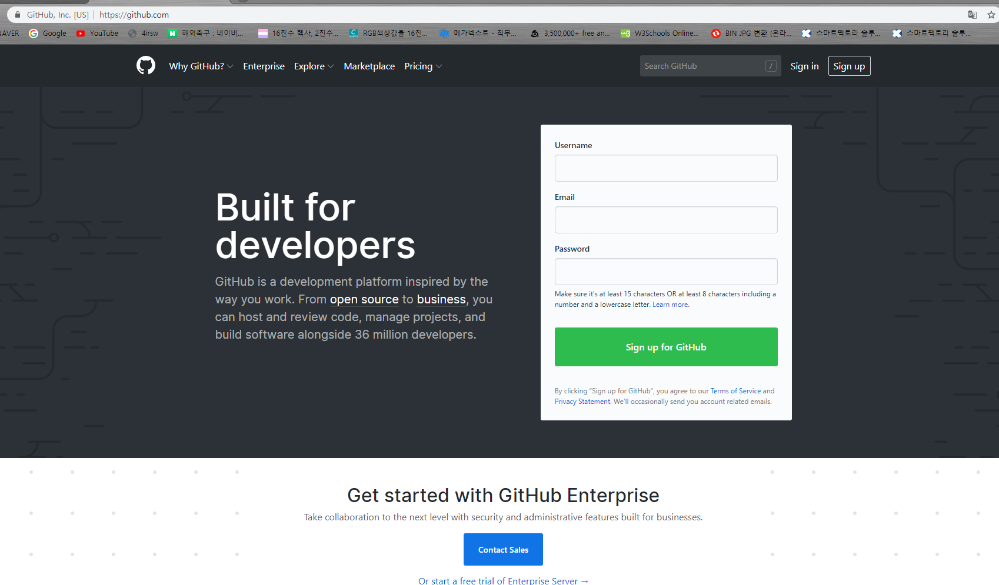 GitHub, Inc. [US] | https://github.com
NAVER Google YouTube 4irsw 해외축구 : 네이버... 16진수 헥사, 2진수... RGB색상값을 16진... 메가넥스트 - 직무... 3,500,000+ free an... W3Schools Online... BIN JPG 변환 (온라... 스마트팩토리 솔루... 스마트팩토리 솔루...
Why GitHub? Enterprise Explore Marketplace Pricing Search GitHub / Sign in Sign up
Built for
developers
GitHub is a development platform inspired by the
way you work. From open source to business, you
can host and review code, manage projects, and
build software alongside 36 million developers.
Username
Email
Password
Make sure it's at least 15 characters OR at least 8 characters including a
number and a lowercase letter. Learn more.
Sign up for GitHub
By clicking “Sign up for GitHub”, you agree to our Terms of Service and
Privacy Statement. We’ll occasionally send you account related emails.
Get started with GitHub Enterprise
Take collaboration to the next level with security and administrative features built for businesses.
Contact Sales
Or start a free trial of Enterprise Server →